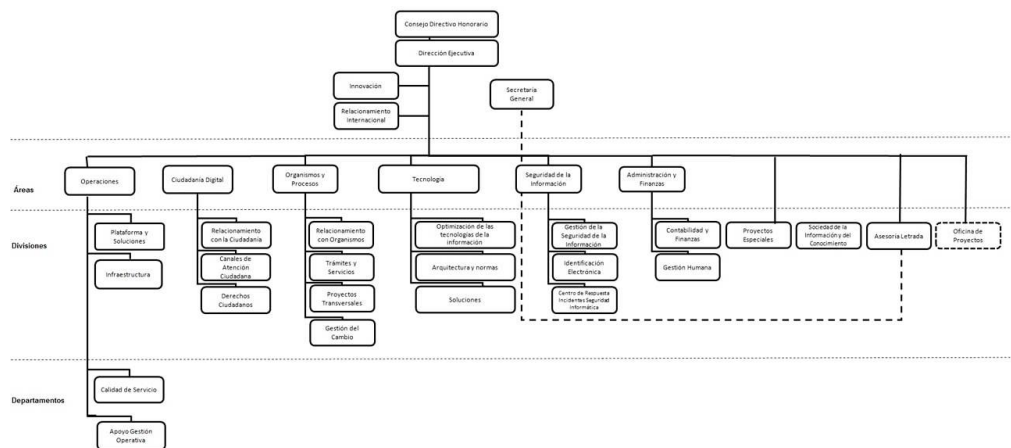 Consejo Directivo Honorario
Dirección Ejecutiva
Innovación
Secretaría
General
Relacionamiento
Internacional
Áreas
Operaciones
Ciudadanía Digital
Organismos y
Procesos
Tecnología
Seguridad de la
Información
Administración y
Finanzas
Divisiones
Plataforma y
Soluciones
Infraestructura
Relacionamiento
con la Ciudadanía
Canales de
Atención
Ciudadana
Derechos
Ciudadanos
Relacionamiento
con Organismos
Trámites y
Servicios
Proyectos
Transversales
Gestión del
Cambio
Optimización de las
tecnologías de la
información
Arquitectura y normas
Soluciones
Gestión de la
Seguridad de la
Información
Identificación
Electrónica
Centro de Respuesta
Incidentes Seguridad
Informática
Contabilidad y
Finanzas
Gestión Humana
Proyectos
Especiales
Sociedad de la
Información y del
Conocimiento
Asesoría Letrada
Oficina de
Proyectos
Departamentos
Calidad de Servicio
Apoyo Gestión
Operativa